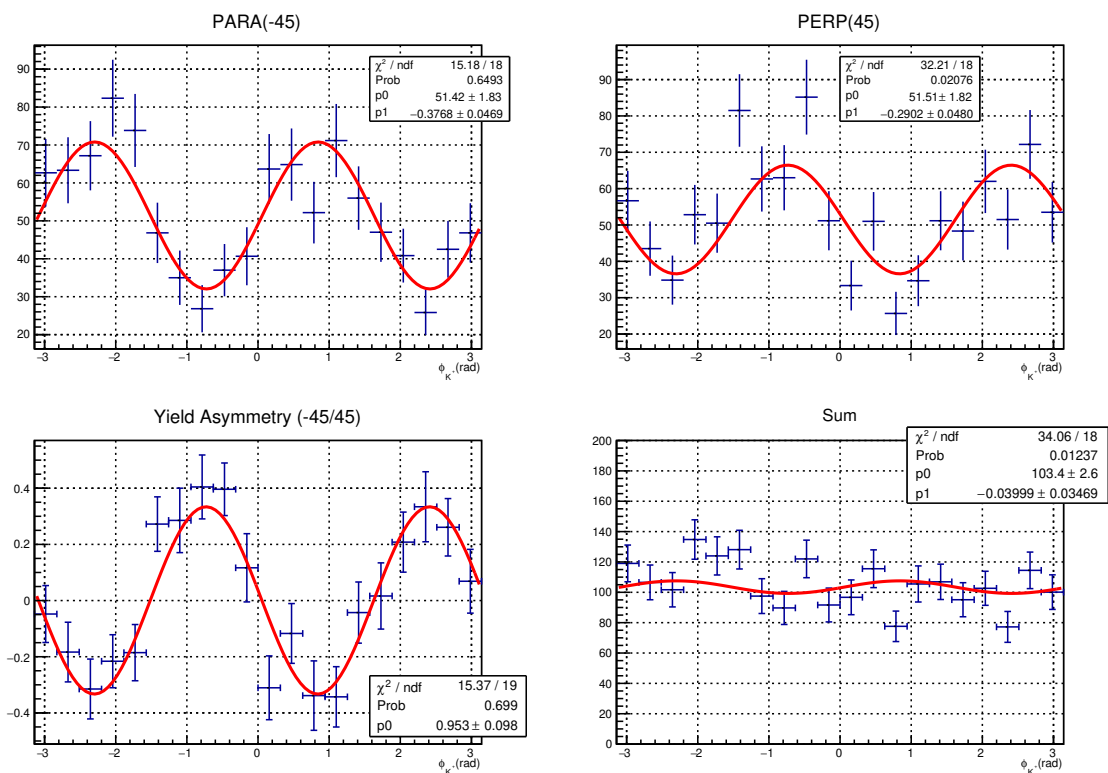 PARA(-45)
χ² / ndf 15.18 / 18
Prob 0.6493
p0 51.42 ± 1.83
p1 −0.3768 ± 0.0469
90
80
70
60
50
40
30
20
−3 −2 −1 0 1 2 3
ϕK+(rad)
PERP(45)
χ² / ndf 32.21 / 18
Prob 0.02076
p0 51.51 ± 1.82
p1 −0.2902 ± 0.0480
90
80
70
60
50
40
30
20
−3 −2 −1 0 1 2 3
ϕK+(rad)
Yield Asymmetry (-45/45)
0.4
0.2
0
−0.2
−0.4
χ² / ndf 15.37 / 19
Prob 0.699
p0 0.953 ± 0.098
−3 −2 −1 0 1 2 3
ϕK+(rad)
Sum
χ² / ndf 34.06 / 18
Prob 0.01237
p0 103.4 ± 2.6
p1 −0.03999 ± 0.03469
200
180
160
140
120
100
80
60
40
20
0
−3 −2 −1 0 1 2 3
ϕK+(rad)